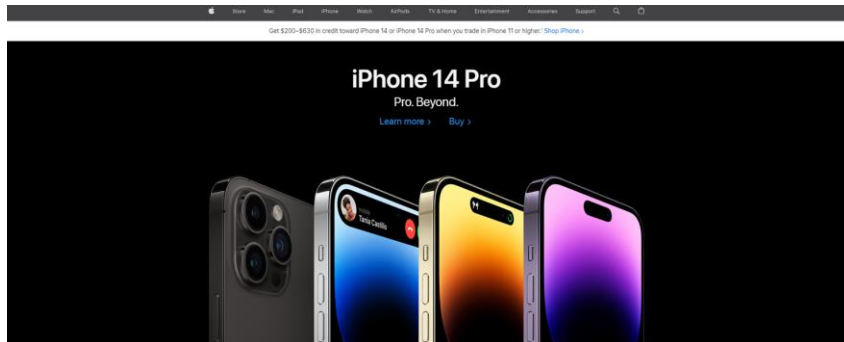 Store Mac iPad iPhone Watch AirPods TV & Home Entertainment Accessories Support
Get $200–$630 in credit toward iPhone 14 or iPhone 14 Pro when you trade in iPhone 11 or higher.¹ Shop iPhone >
iPhone 14 Pro
Pro. Beyond.
Learn more > Buy >
Tania Castillo